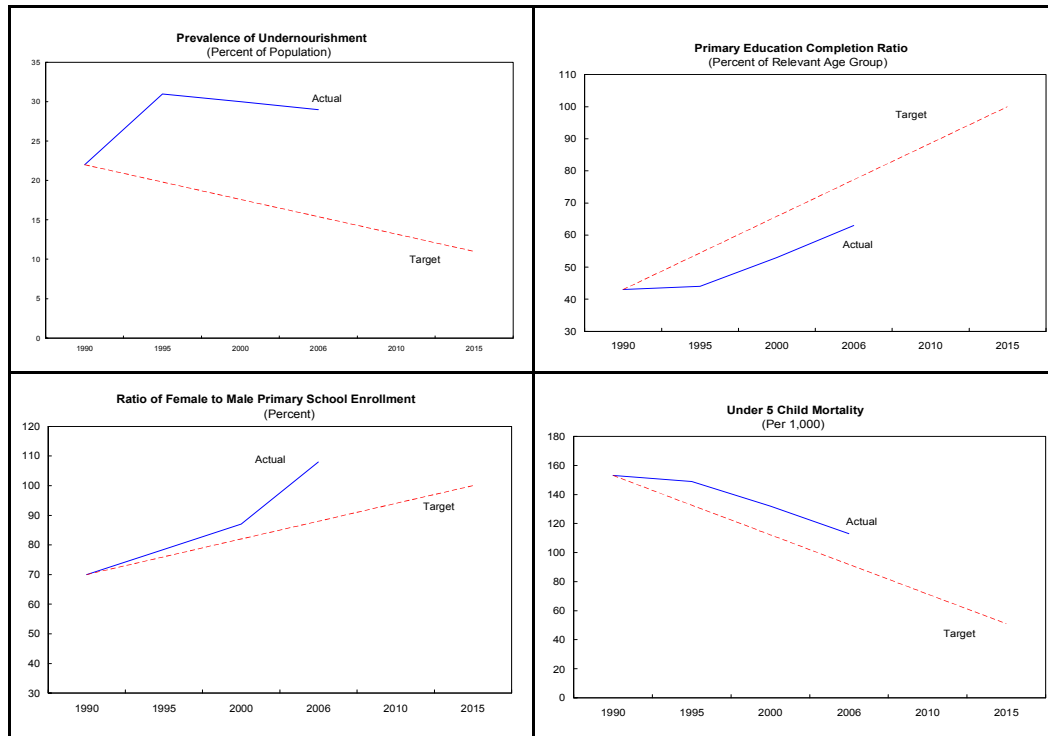 Prevalence of Undernourishment
(Percent of Population)
35
30
25
20
15
10
5
0
Actual
Target
1990 1995 2000 2006 2010 2015
Primary Education Completion Ratio
(Percent of Relevant Age Group)
110
100
90
80
70
60
50
40
30
Target
Actual
1990 1995 2000 2006 2010 2015
Ratio of Female to Male Primary School Enrollment
(Percent)
120
110
100
90
80
70
60
50
40
30
Actual
Target
1990 1995 2000 2006 2010 2015
Under 5 Child Mortality
(Per 1,000)
180
160
140
120
100
80
60
40
20
0
Actual
Target
1990 1995 2000 2006 2010 2015